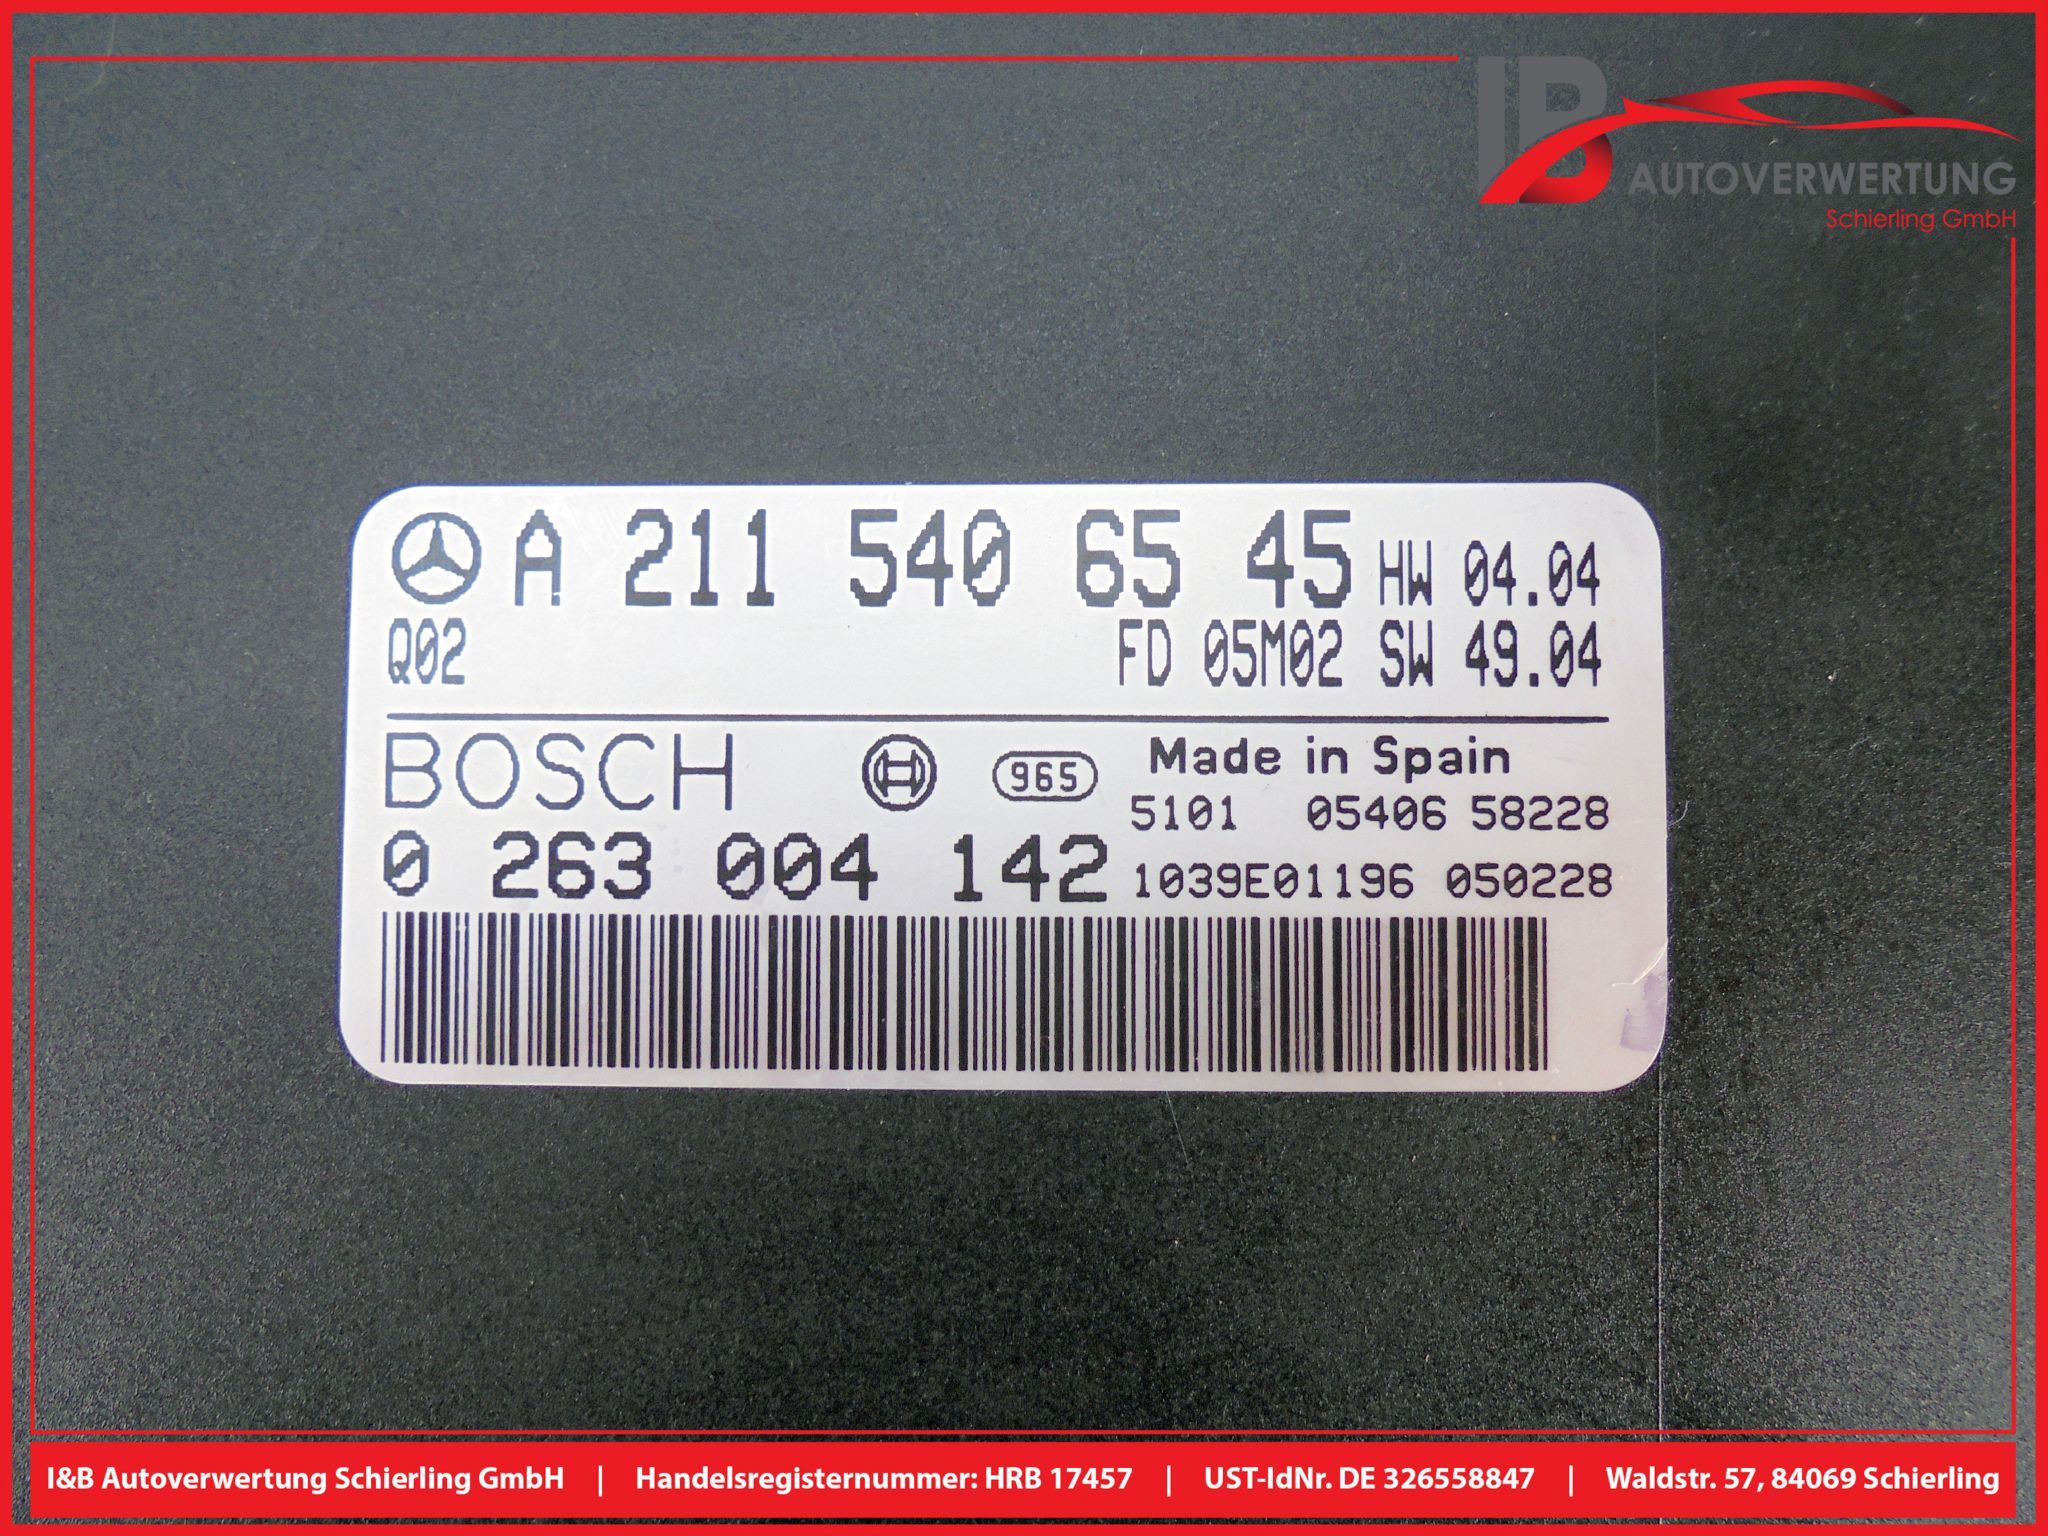 IB
AUTOVERWERTUNG
Schierling GmbH
A 211 540 65 45 HW 04.04
Q02 FD 05M02 SW 49.04
BOSCH 965 Made in Spain
5101 05406 58228
0 263 004 142 1039E01196 050228
I&B Autoverwertung Schierling GmbH | Handelsregisternummer: HRB 17457 | UST-IdNr. DE 326558847 | Waldstr. 57, 84069 Schierling